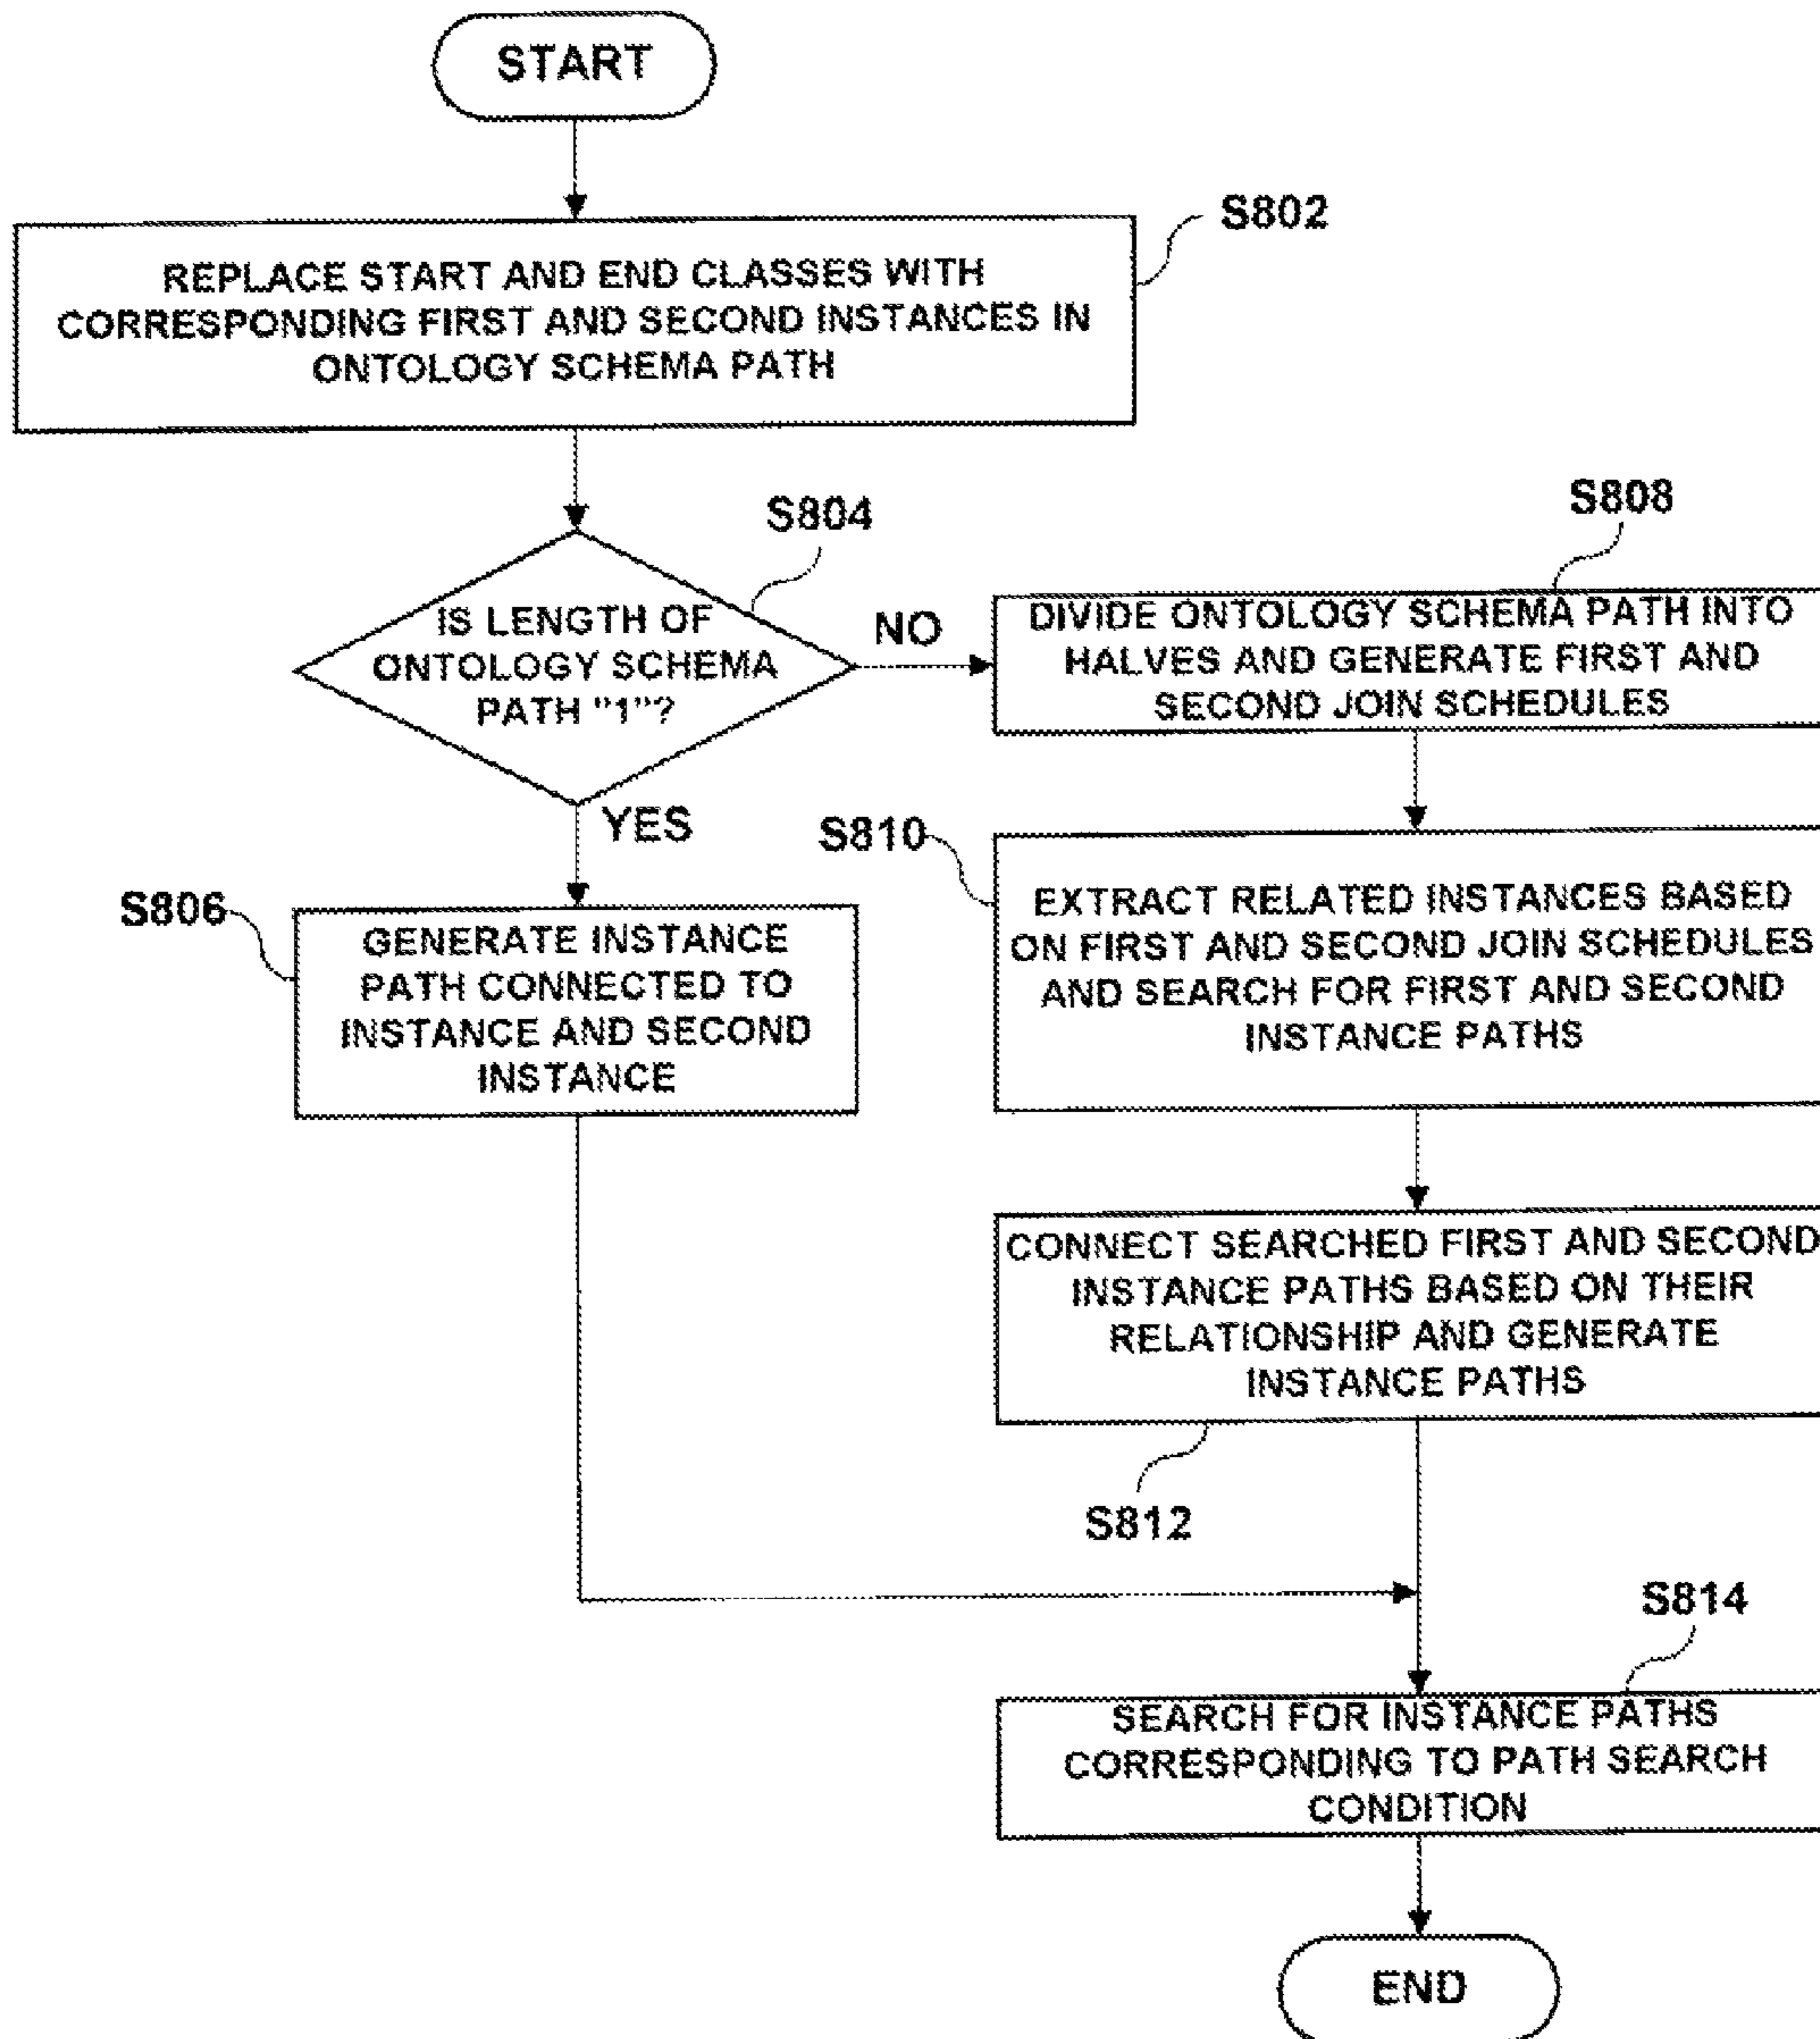 START
S802
REPLACE START AND END CLASSES WITH
CORRESPONDING FIRST AND SECOND INSTANCES IN
ONTOLOGY SCHEMA PATH
S804
IS LENGTH OF
ONTOLOGY SCHEMA
PATH "1"?
NO
YES
S808
DIVIDE ONTOLOGY SCHEMA PATH INTO
HALVES AND GENERATE FIRST AND
SECOND JOIN SCHEDULES
S806
GENERATE INSTANCE
PATH CONNECTED TO
INSTANCE AND SECOND
INSTANCE
S810
EXTRACT RELATED INSTANCES BASED
ON FIRST AND SECOND JOIN SCHEDULES
AND SEARCH FOR FIRST AND SECOND
INSTANCE PATHS
CONNECT SEARCHED FIRST AND SECOND
INSTANCE PATHS BASED ON THEIR
RELATIONSHIP AND GENERATE
INSTANCE PATHS
S812
S814
SEARCH FOR INSTANCE PATHS
CORRESPONDING TO PATH SEARCH
CONDITION
END